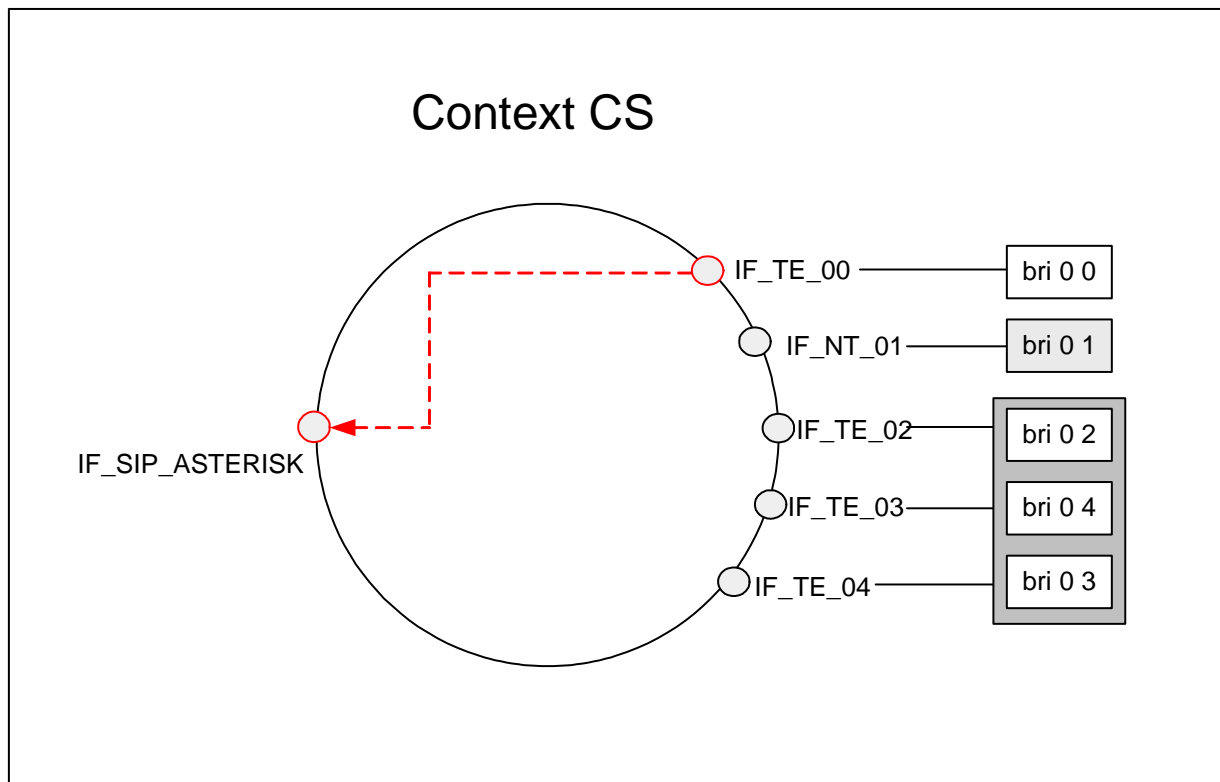 Context CS
IF_TE_00
bri 0 0
IF_NT_01
bri 0 1
IF_TE_02
bri 0 2
IF_SIP_ASTERISK
IF_TE_03
bri 0 4
IF_TE_04
bri 0 3